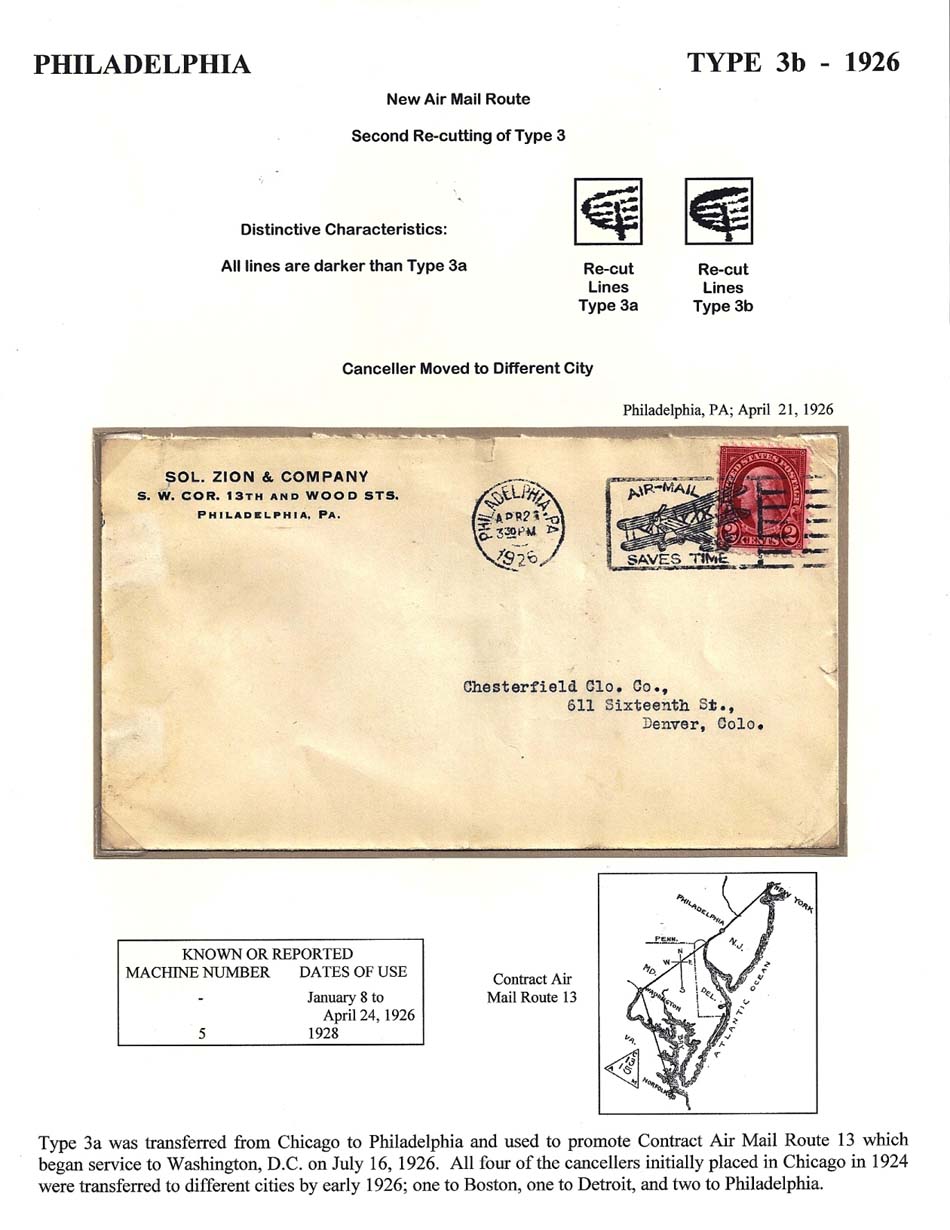 PHILADELPHIA
TYPE 3b - 1926
New Air Mail Route
Second Re-cutting of Type 3
Distinctive Characteristics:
All lines are darker than Type 3a
Re-cut
Lines
Type 3a
Re-cut
Lines
Type 3b
Canceller Moved to Different City
Philadelphia, PA; April 21, 1926
SOL. ZION & COMPANY
S. W. COR. 13TH AND WOOD STS.
PHILADELPHIA, PA.
PHILADELPHIA, PA
APR 21
330 PM
1926
AIR-MAIL
SAVES TIME
UNITED STATES POSTAGE
2 CENTS 2
Chesterfield Clo. Co.,
611 Sixteenth St.,
Denver, Colo.
KNOWN OR REPORTED
MACHINE NUMBER DATES OF USE
- January 8 to
April 24, 1926
5 1928
Contract Air
Mail Route 13
NEW YORK
PHILADELPHIA
PENN.
N.J.
N
W E
S
MD.
WASHINGTON
DEL.
ATLANTIC OCEAN
VA.
NORFOLK
Type 3a was transferred from Chicago to Philadelphia and used to promote Contract Air Mail Route 13 which
began service to Washington, D.C. on July 16, 1926. All four of the cancellers initially placed in Chicago in 1924
were transferred to different cities by early 1926; one to Boston, one to Detroit, and two to Philadelphia.